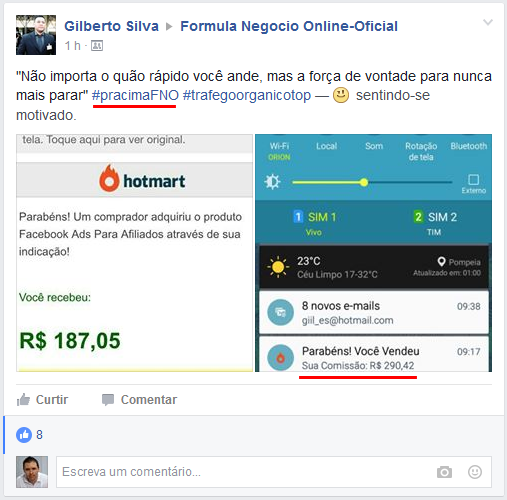 Gilberto Silva ▸ Formula Negocio Online-Oficial
1 h ·
"Não importa o quão rápido você ande, mas a força de vontade para nunca
mais parar" #pracimaFNO #trafegoorganicotop — sentindo-se
motivado.
tela. Toque aqui para ver original.
hotmart
Parabéns! Um comprador adquiriu o produto
Facebook Ads Para Afiliados através de sua
indicação!
Você recebeu:
R$ 187,05
Wi-Fi Local Som Rotação Bluetooth
ORION de tela
Externo
1 SIM 1 2 SIM 2
Vivo TIM
23°C Pompeia
Céu Limpo 17-32°C Atualizado em: 01:00
8 novos e-mails 09:38
giil_es@hotmail.com
Parabéns! Você Vendeu 09:17
Sua Comissão: R$ 290,42
Curtir Comentar
8
Escreva um comentário...